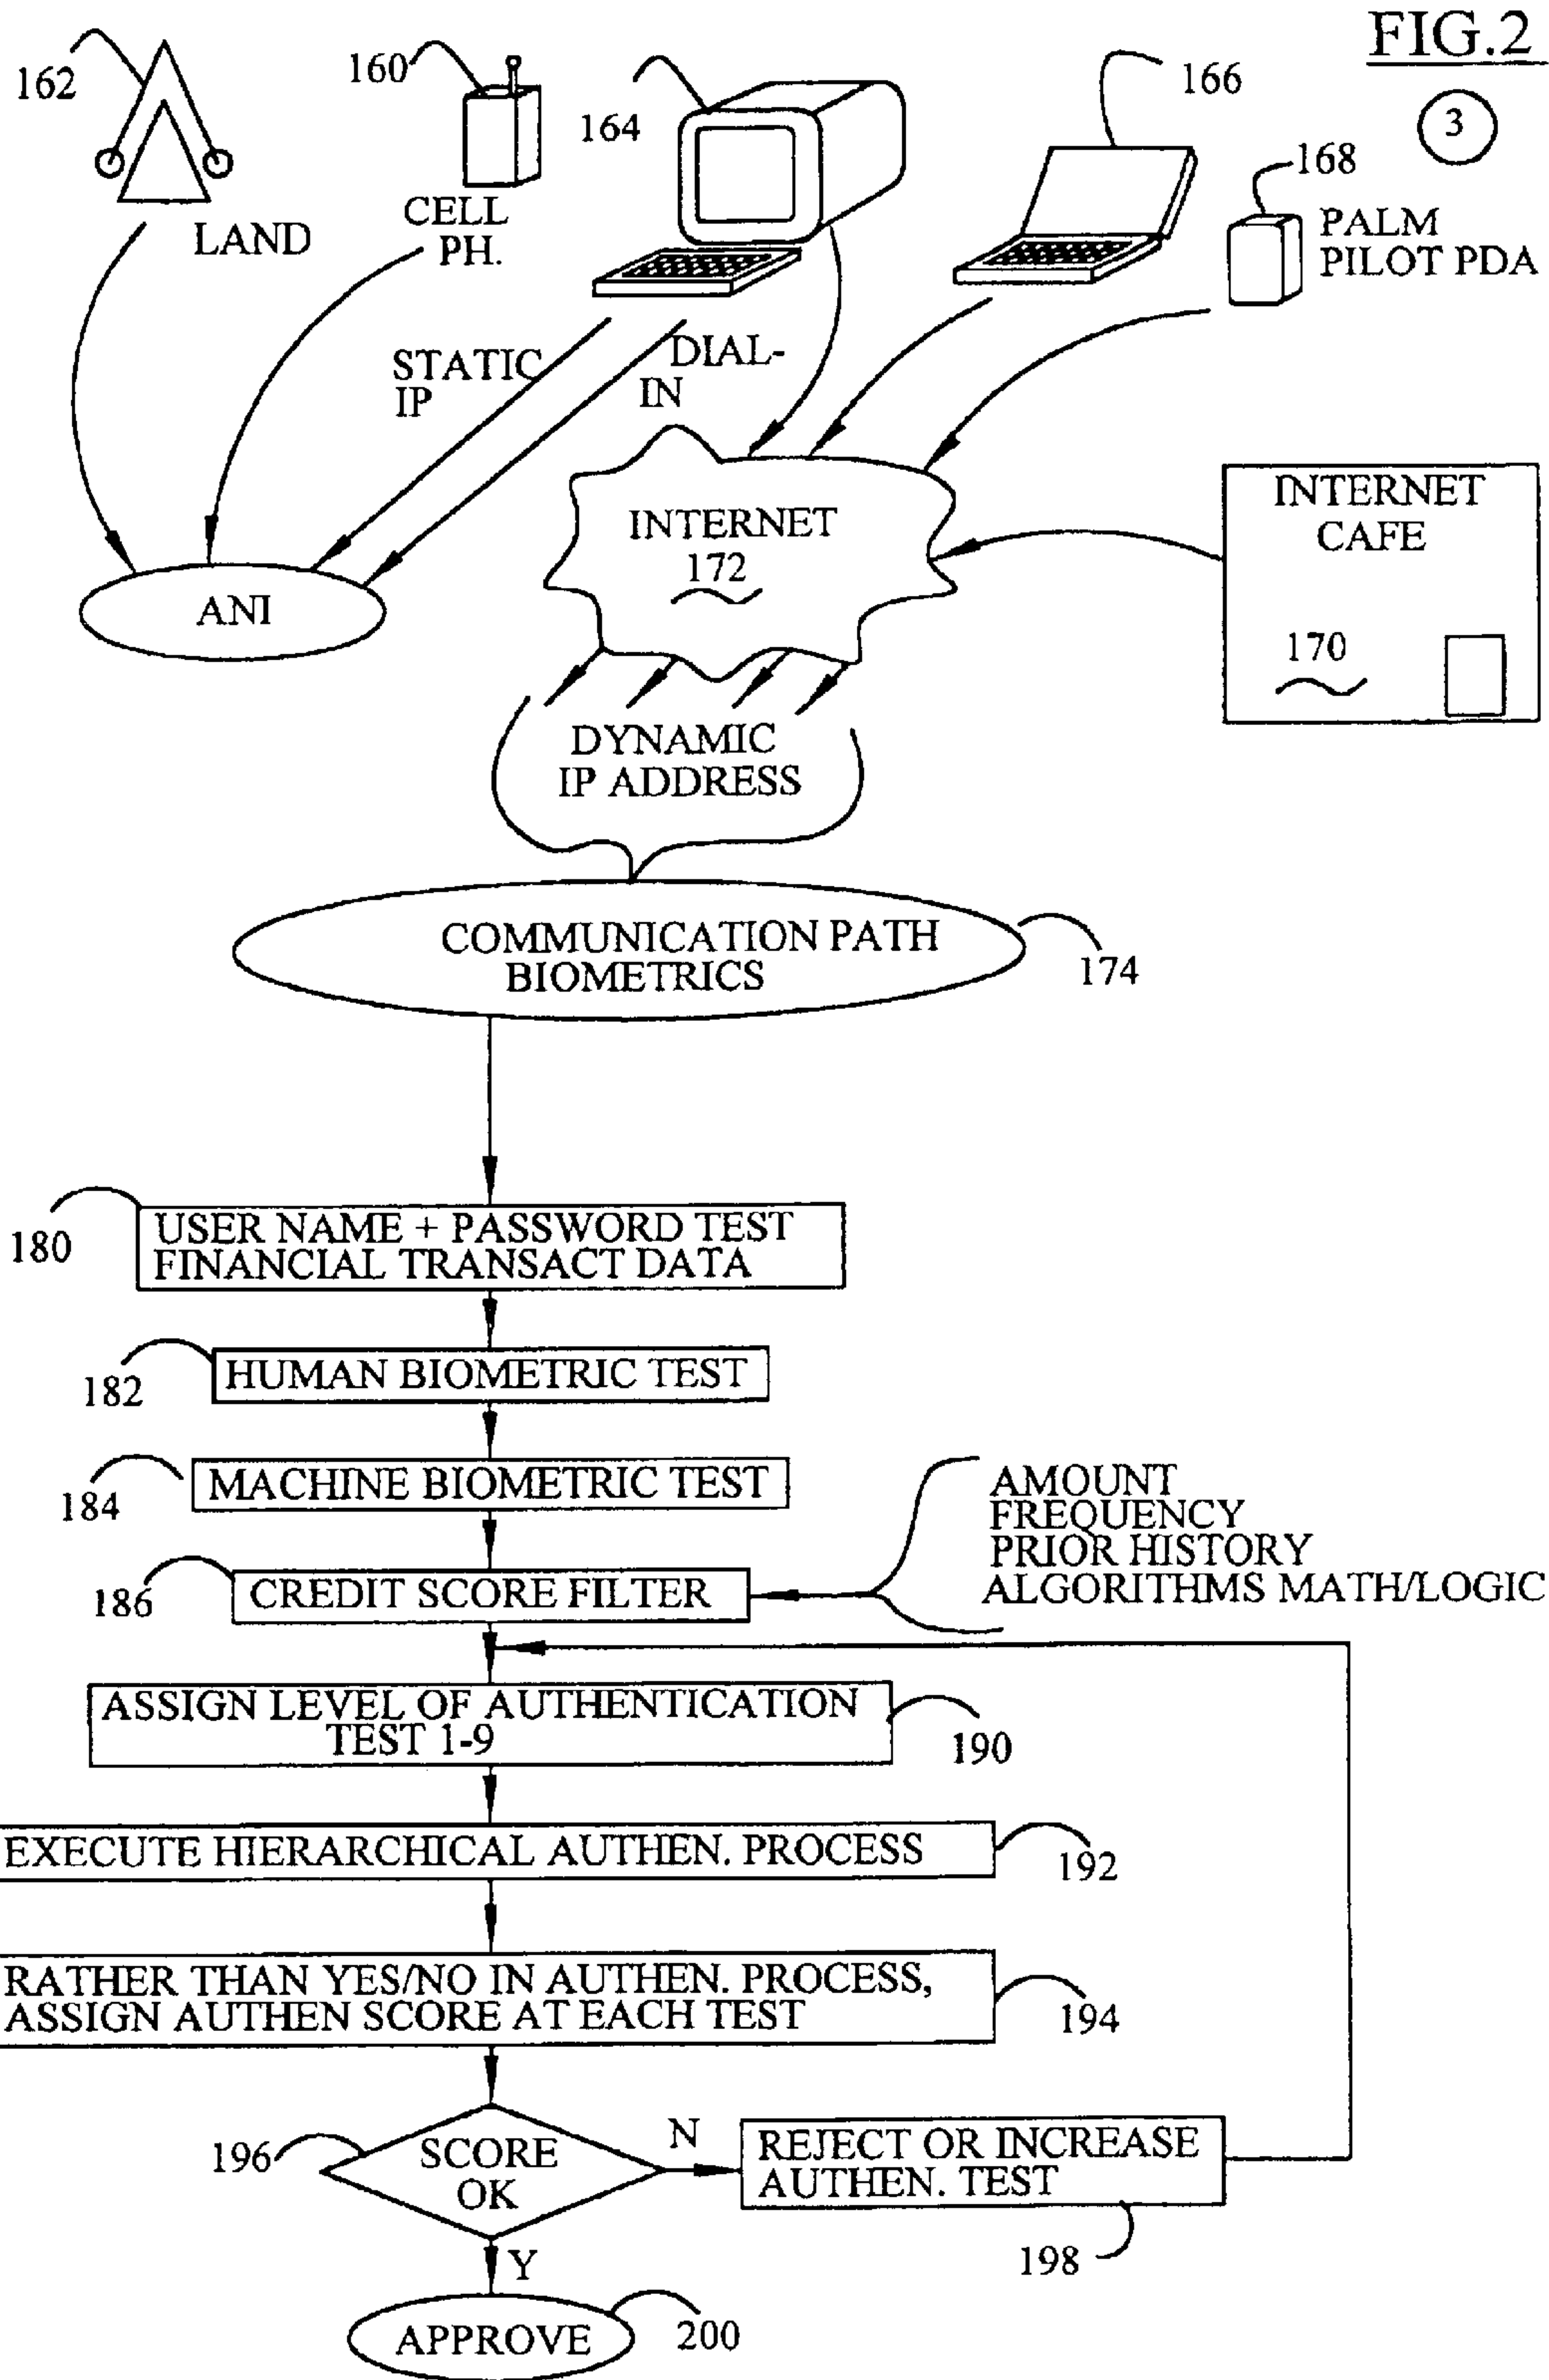 FIG.2
3
162
160
164
166
168
LAND
CELL
PH.
PALM
PILOT PDA
STATIC
IP
DIAL-
IN
INTERNET
172
INTERNET
CAFE
170
ANI
DYNAMIC
IP ADDRESS
COMMUNICATION PATH
BIOMETRICS
174
180
USER NAME + PASSWORD TEST
FINANCIAL TRANSACT DATA
182
HUMAN BIOMETRIC TEST
184
MACHINE BIOMETRIC TEST
186
CREDIT SCORE FILTER
AMOUNT
FREQUENCY
PRIOR HISTORY
ALGORITHMS MATH/LOGIC
ASSIGN LEVEL OF AUTHENTICATION
TEST 1-9
190
EXECUTE HIERARCHICAL AUTHEN. PROCESS
192
RATHER THAN YES/NO IN AUTHEN. PROCESS,
ASSIGN AUTHEN SCORE AT EACH TEST
194
196
SCORE
OK
N
REJECT OR INCREASE
AUTHEN. TEST
198
Y
APPROVE
200